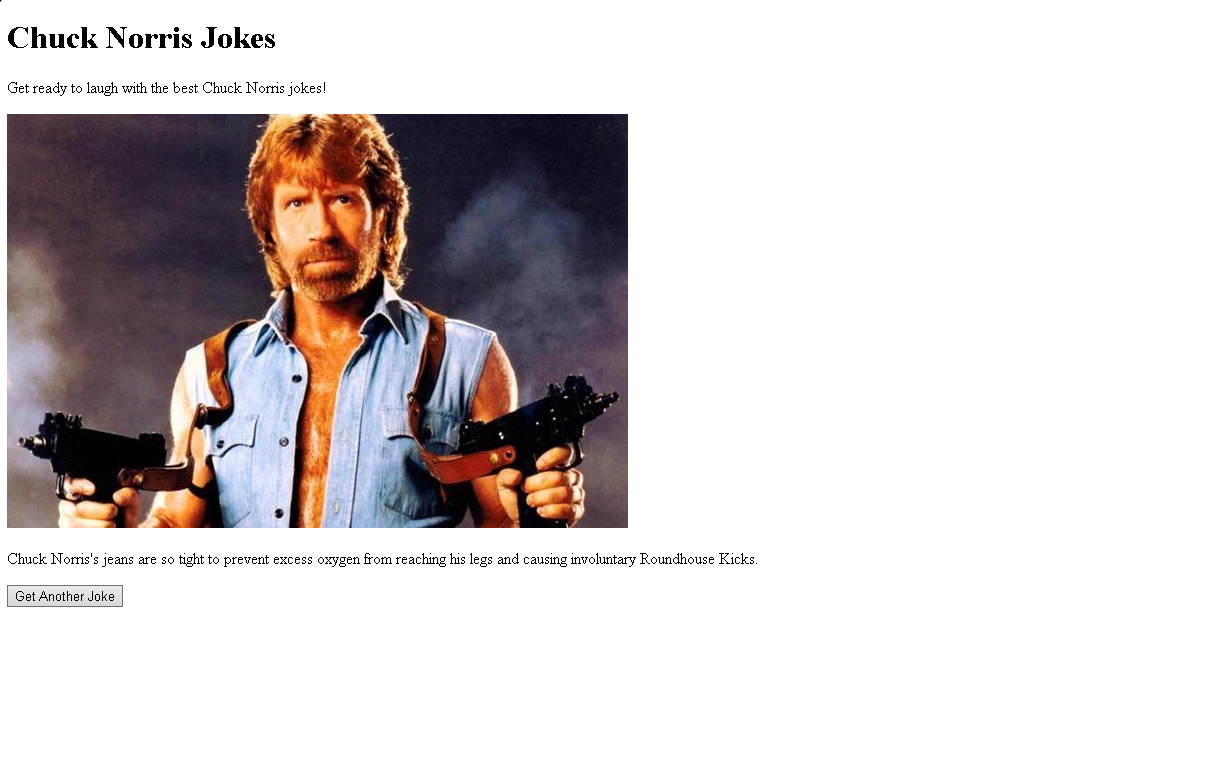 Chuck Norris Jokes
Get ready to laugh with the best Chuck Norris jokes!
Chuck Norris's jeans are so tight to prevent excess oxygen from reaching his legs and causing involuntary Roundhouse Kicks.
Get Another Joke